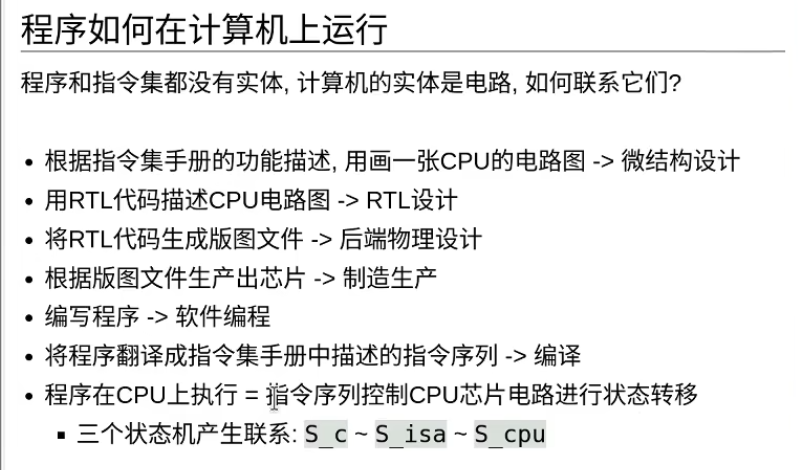 程序如何在计算机上运行
程序和指令集都没有实体, 计算机的实体是电路, 如何联系它们?
• 根据指令集手册的功能描述, 用画一张CPU的电路图 -> 微结构设计
• 用RTL代码描述CPU电路图 -> RTL设计
• 将RTL代码生成版图文件 -> 后端物理设计
• 根据版图文件生产出芯片 -> 制造生产
• 编写程序 -> 软件编程
• 将程序翻译成指令集手册中描述的指令序列 -> 编译
• 程序在CPU上执行 = 指令序列控制CPU芯片电路进行状态转移
▪ 三个状态机产生联系: S_c ~ S_isa ~ S_cpu